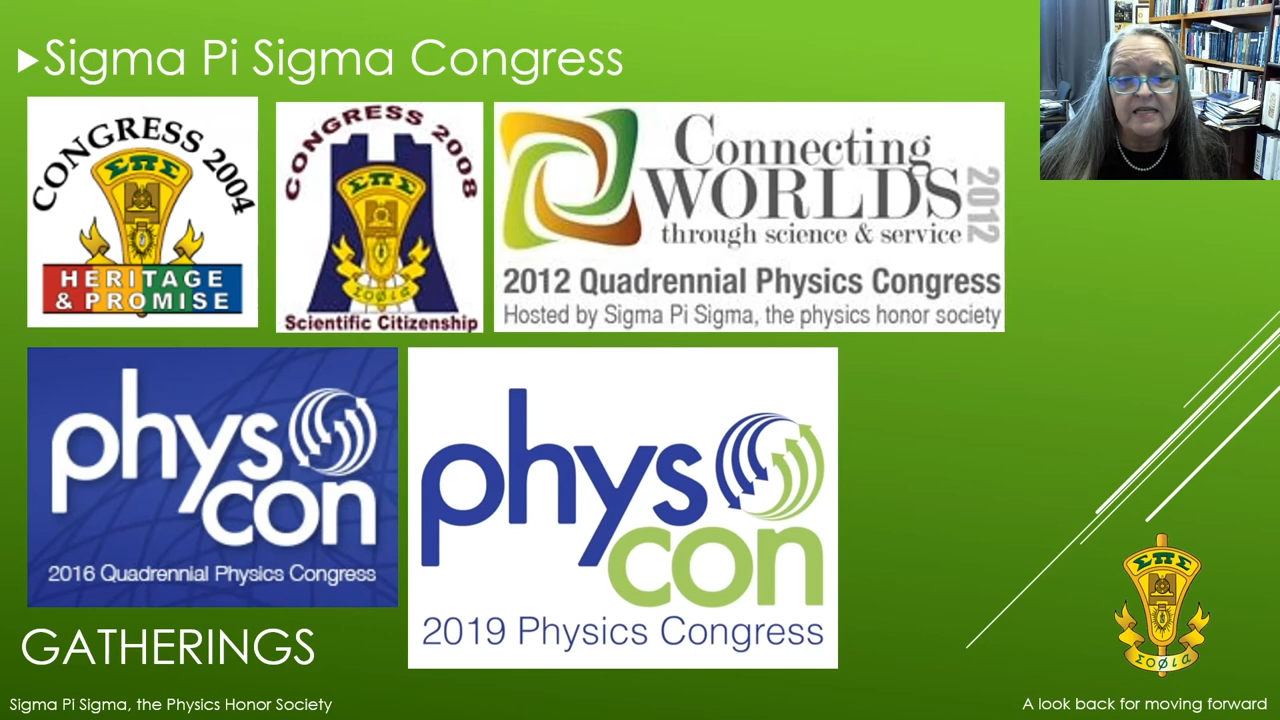 ▶Sigma Pi Sigma Congress
CONGRESS 2004
ΣΠΣ
HERITAGE
& PROMISE
CONGRESS 2008
ΣΠΣ
ΣΟΦΙΑ
Scientific Citizenship
Connecting
WORLDS
2012
through science & service
2012 Quadrennial Physics Congress
Hosted by Sigma Pi Sigma, the physics honor society
phys
con
2016 Quadrennial Physics Congress
phys
con
2019 Physics Congress
GATHERINGS
ΣΠΣ
ΣΟΦΙΑ
Sigma Pi Sigma, the Physics Honor Society
A look back for moving forward